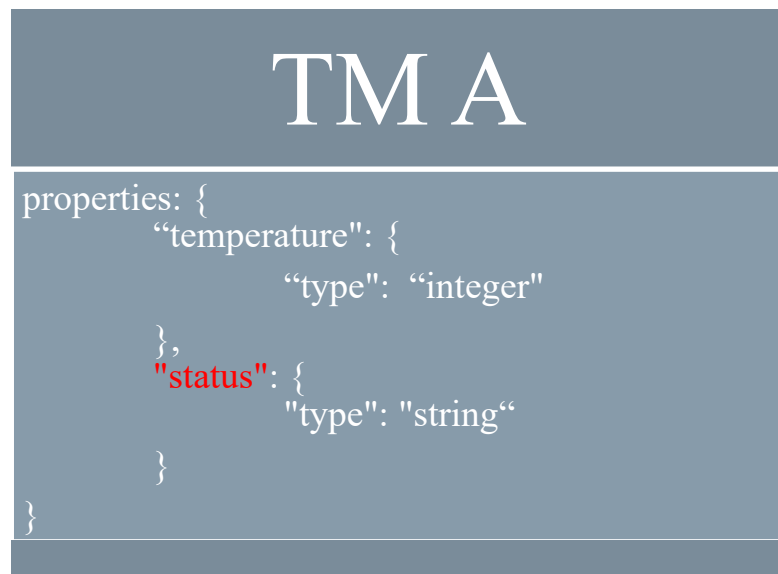 TM A
properties: {
“temperature": {
“type":  “integer"
},
"status": {
"type": "string“
}
}